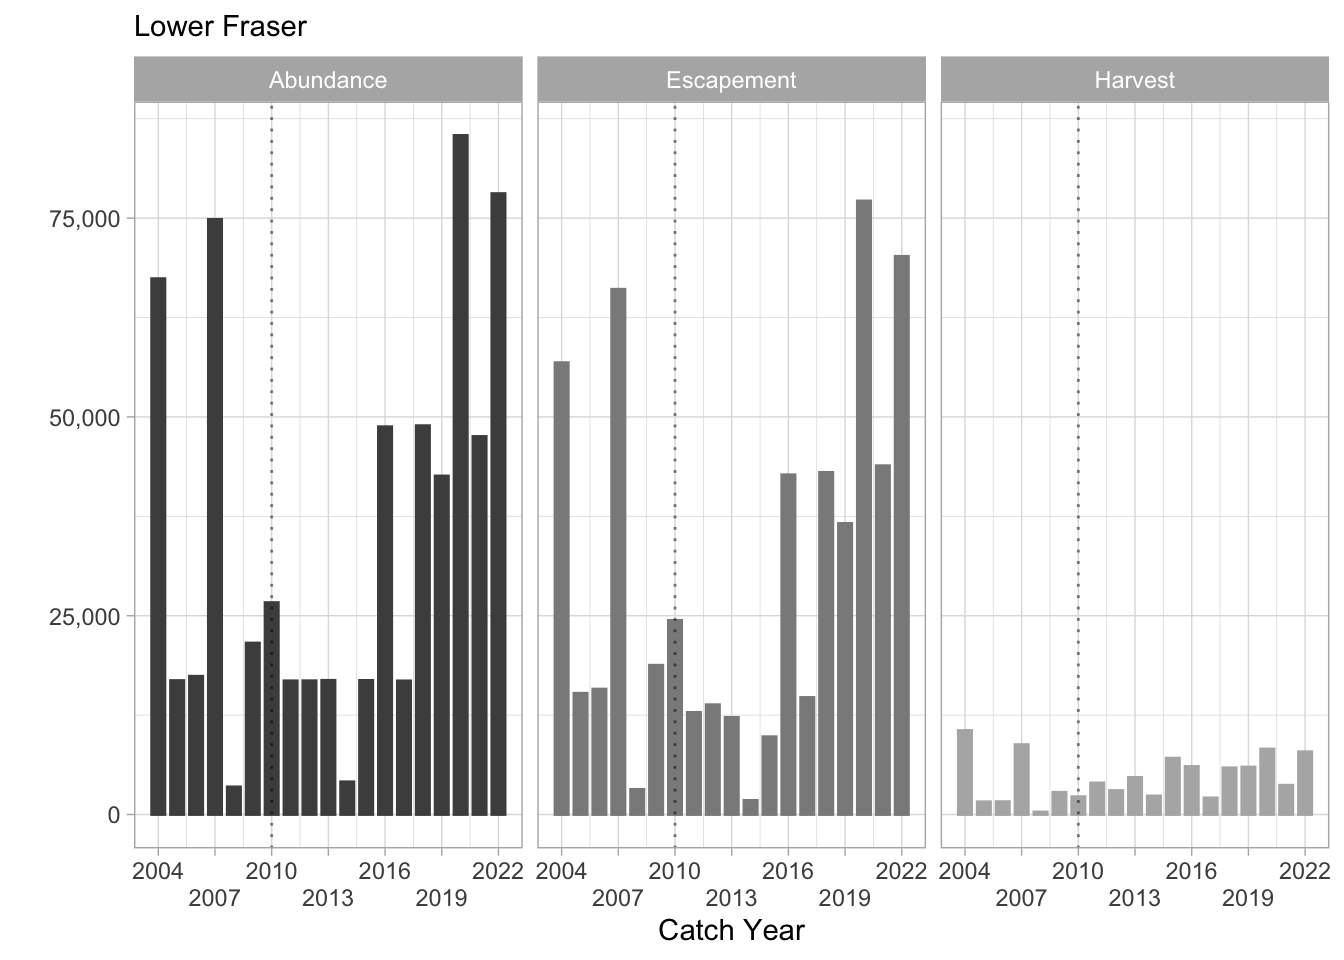 Lower Fraser
Abundance Escapement Harvest
75,000
50,000
25,000
0
2004 2010 2016 2022 2004 2010 2016 2022 2004 2010 2016 2022
2007 2013 2019 2007 2013 2019 2007 2013 2019
Catch Year